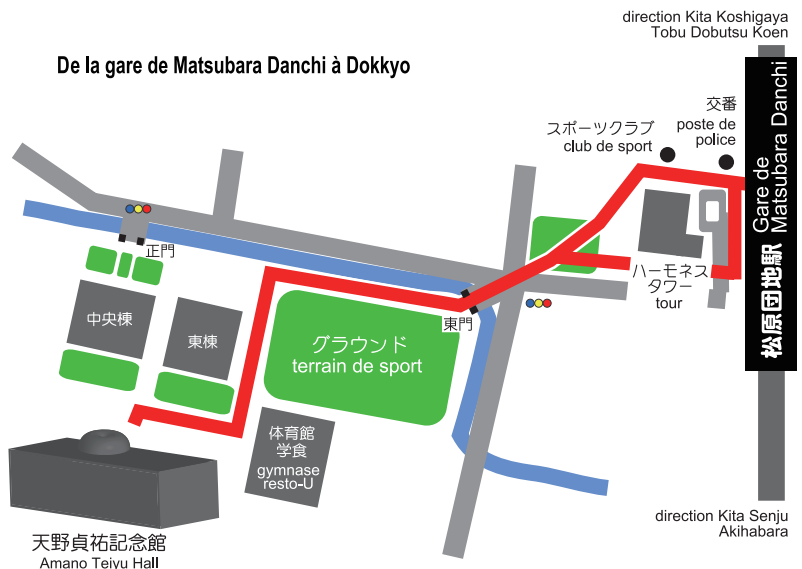 direction Kita Koshigaya
Tobu Dobutsu Koen
De la gare de Matsubara Danchi à Dokkyo
交番
poste de
police
スポーツクラブ
club de sport
松原団地駅
Gare de
Matsubara Danchi
正門
ハーモネス
タワー
tour
中央棟
東棟
東門
グラウンド
terrain de sport
体育館
学食
gymnase
resto-U
direction Kita Senju
Akihabara
天野貞祐記念館
Amano Teiyu Hall